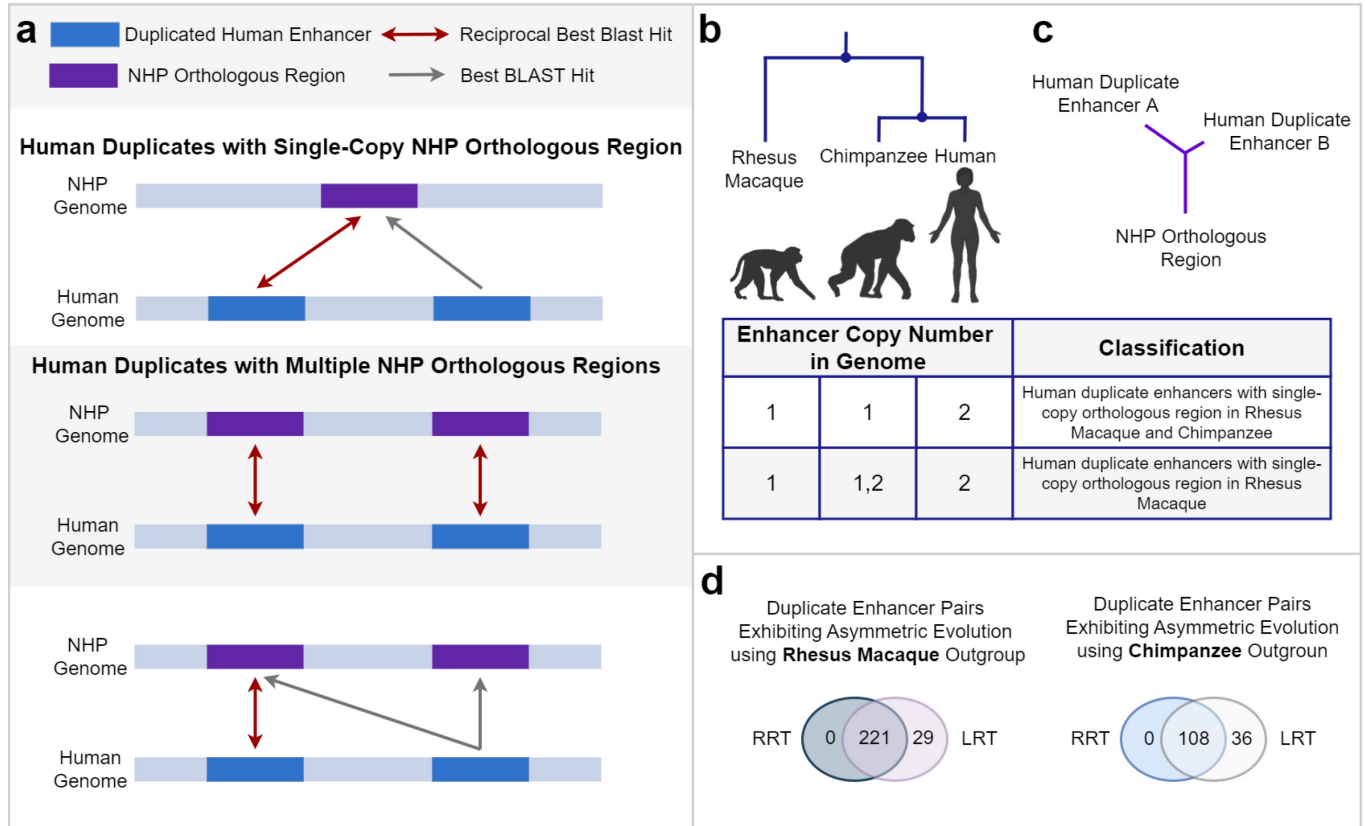 a
Duplicated Human Enhancer
Reciprocal Best Blast Hit
NHP Orthologous Region
Best BLAST Hit
Human Duplicates with Single-Copy NHP Orthologous Region
NHP
Genome
Human
Genome
Human Duplicates with Multiple NHP Orthologous Regions
NHP
Genome
Human
Genome
NHP
Genome
Human
Genome
b
Rhesus
Macaque
Chimpanzee
Human
c
Human Duplicate
Enhancer A
Human Duplicate
Enhancer B
NHP Orthologous
Region
Enhancer Copy Number
in Genome
Classification
1
1
2
Human duplicate enhancers with single-
copy orthologous region in Rhesus
Macaque and Chimpanzee
1
1,2
2
Human duplicate enhancers with single-
copy orthologous region in Rhesus
Macaque
d
Duplicate Enhancer Pairs
Exhibiting Asymmetric Evolution
using Rhesus Macaque Outgroup
RRT 0 221 29 LRT
Duplicate Enhancer Pairs
Exhibiting Asymmetric Evolution
using Chimpanzee Outgroun
RRT 0 108 36 LRT